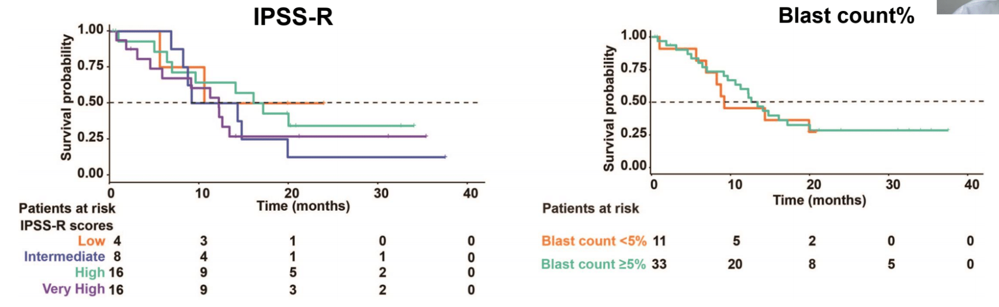 IPSS-R
Survival probability
1.00
0.75
0.50
0.25
0.00
0 10 20 30 40
Time (months)
Patients at risk
IPSS-R scores
Low 4 3 1 0 0
Intermediate 8 4 1 1 0
High 16 9 5 2 0
Very High 16 9 3 2 0
Blast count%
Survival probability
1.00
0.75
0.50
0.25
0.00
0 10 20 30 40
Time (months)
Patients at risk
Blast count <5% 11 5 2 0 0
Blast count ≥5% 33 20 8 5 0